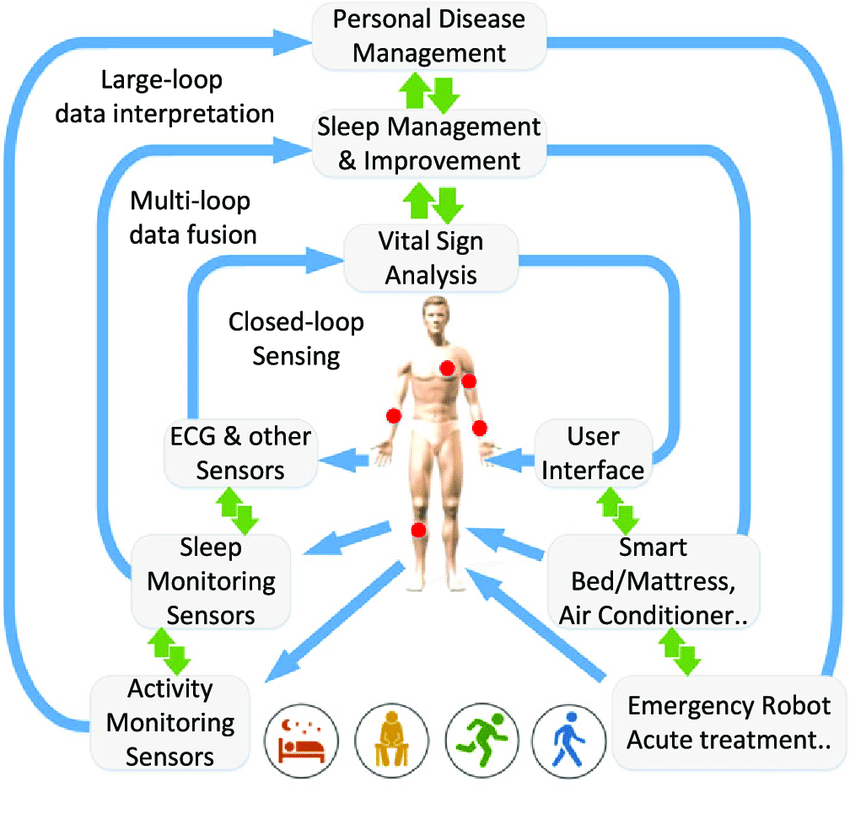 Personal Disease
Management
Large-loop
data interpretation
Sleep Management
& Improvement
Multi-loop
data fusion
Vital Sign
Analysis
Closed-loop
Sensing
ECG & other
Sensors
User
Interface
Sleep
Monitoring
Sensors
Smart
Bed/Mattress,
Air Conditioner..
Activity
Monitoring
Sensors
Emergency Robot
Acute treatment..